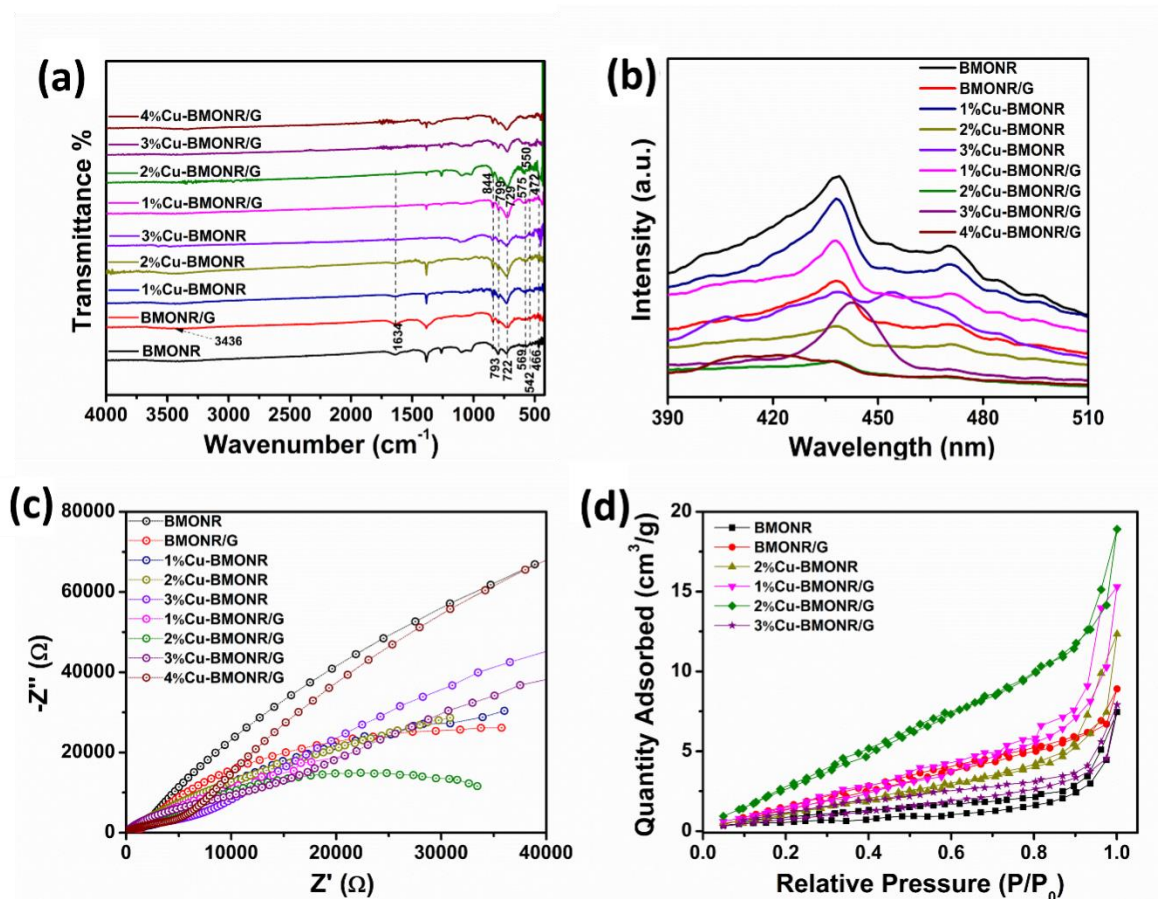 (a)
4%Cu-BMONR/G
3%Cu-BMONR/G
2%Cu-BMONR/G
1%Cu-BMONR/G
3%Cu-BMONR
2%Cu-BMONR
1%Cu-BMONR
BMONR/G
BMONR
3436
1634
844
799
729
575
550
472
793
722
569
542
466
Transmittance %
4000 3500 3000 2500 2000 1500 1000 500
Wavenumber (cm⁻¹)
(b)
BMONR
BMONR/G
1%Cu-BMONR
2%Cu-BMONR
3%Cu-BMONR
1%Cu-BMONR/G
2%Cu-BMONR/G
3%Cu-BMONR/G
4%Cu-BMONR/G
Intensity (a.u.)
390 420 450 480 510
Wavelength (nm)
(c)
80000
60000
40000
20000
0
BMONR
BMONR/G
1%Cu-BMONR
2%Cu-BMONR
3%Cu-BMONR
1%Cu-BMONR/G
2%Cu-BMONR/G
3%Cu-BMONR/G
4%Cu-BMONR/G
-Z'' (Ω)
0 10000 20000 30000 40000
Z' (Ω)
(d)
20
15
10
5
0
BMONR
BMONR/G
2%Cu-BMONR
1%Cu-BMONR/G
2%Cu-BMONR/G
3%Cu-BMONR/G
Quantity Adsorbed (cm³/g)
0.0 0.2 0.4 0.6 0.8 1.0
Relative Pressure (P/P₀)